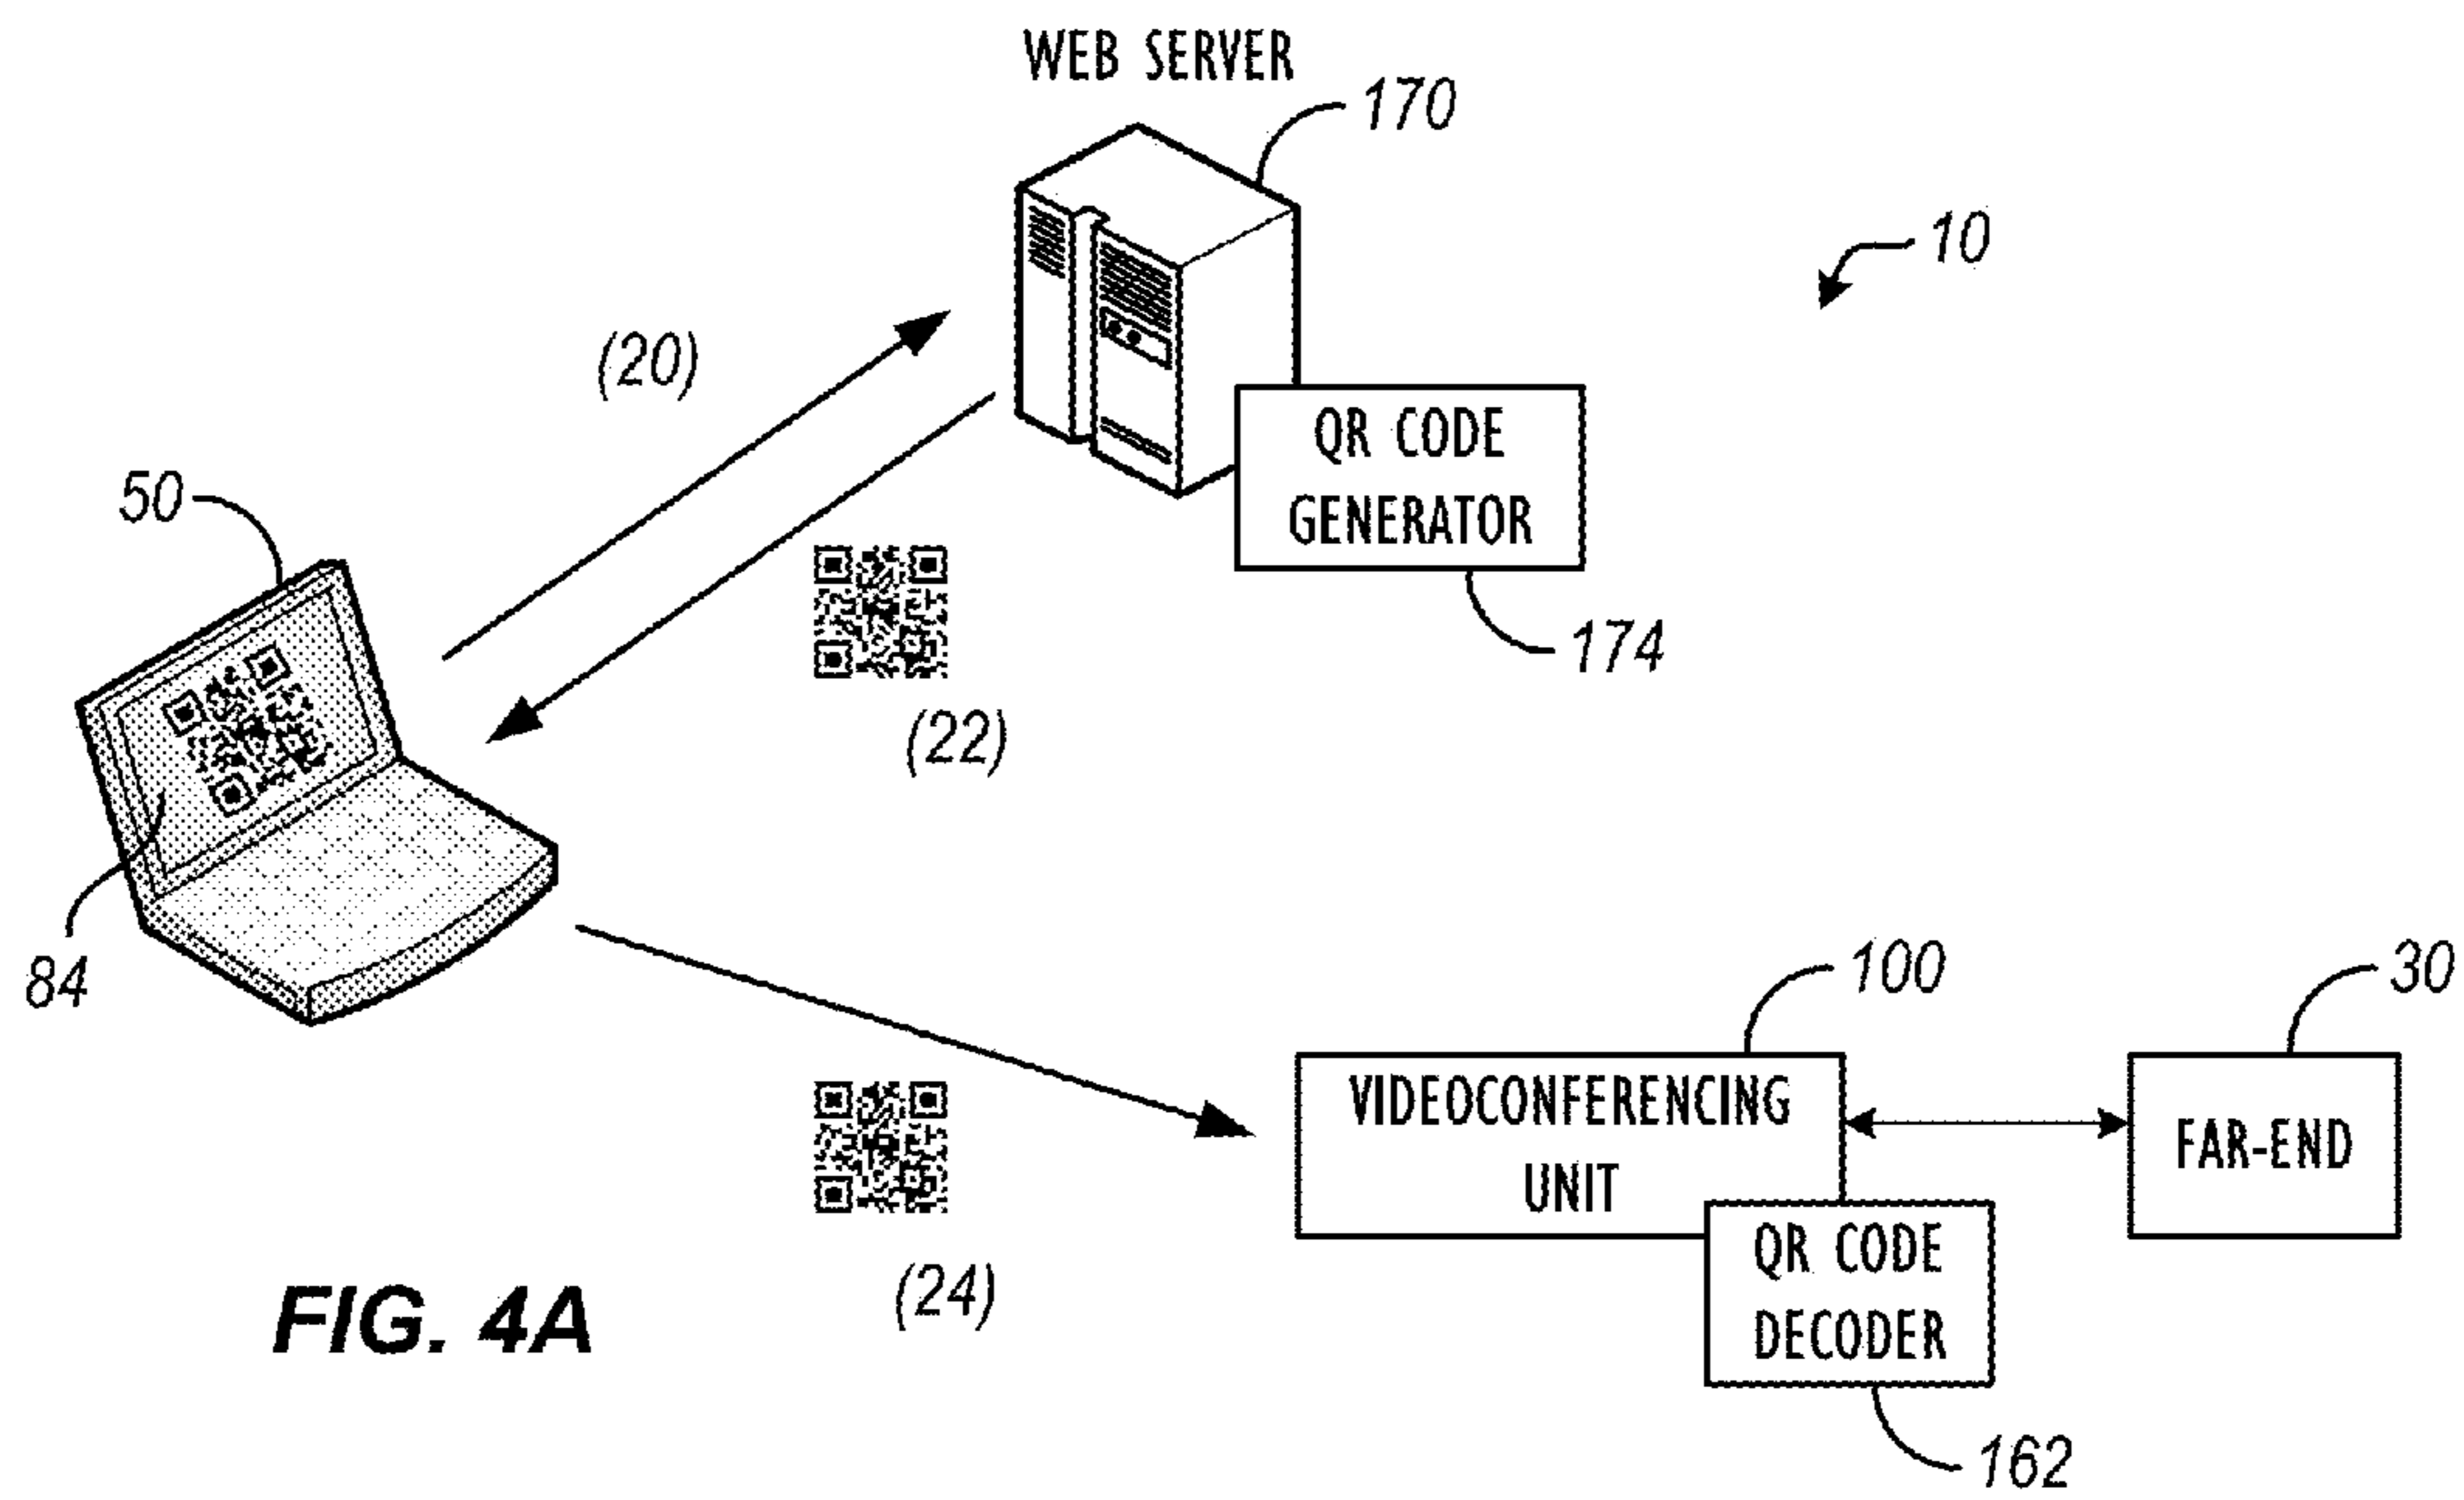 WEB SERVER
170
10
(20)
QR CODE
GENERATOR
50
174
(22)
84
100
30
VIDEOCONFERENCING
UNIT
FAR-END
QR CODE
DECODER
(24)
FIG. 4A
162